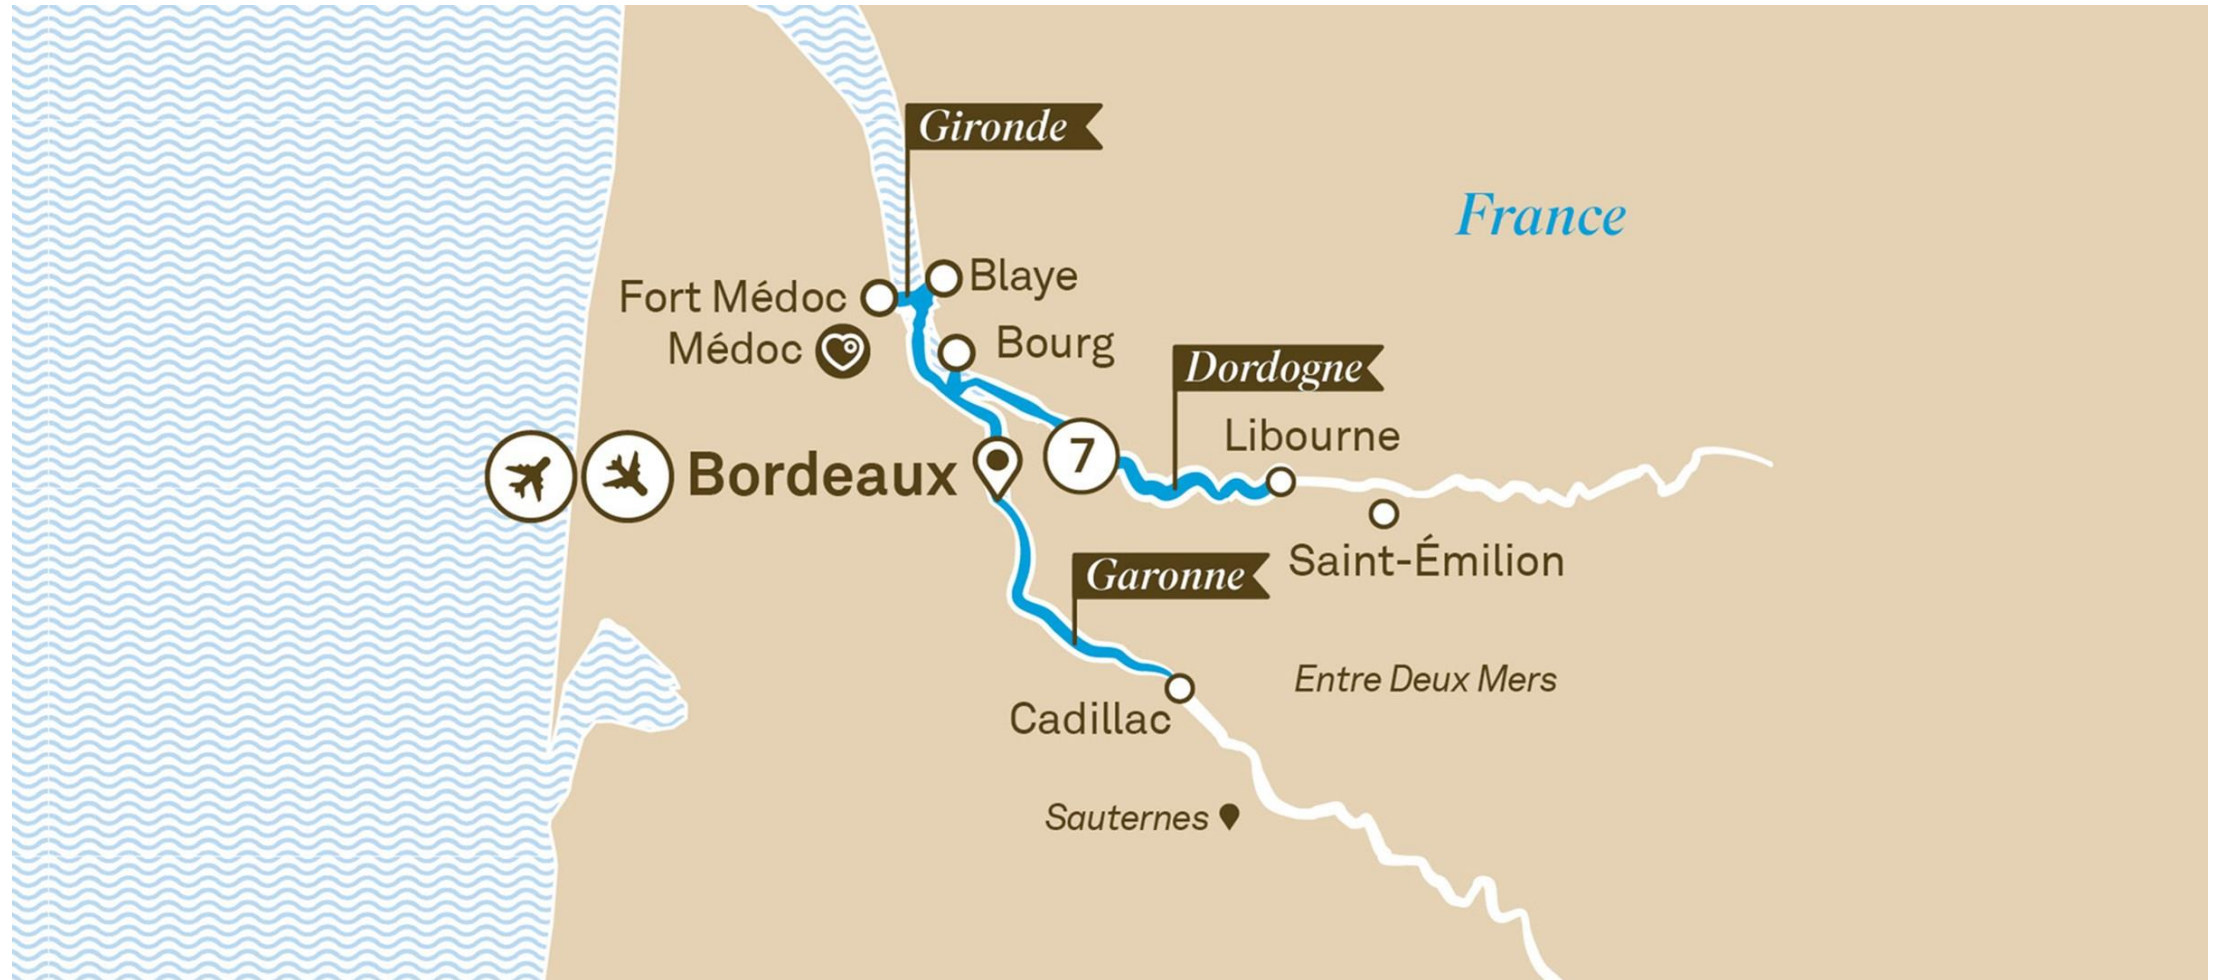 Gironde
France
Blaye
Fort Médoc
Bourg
Médoc
Dordogne
Libourne
7
Bordeaux
Saint-Émilion
Garonne
Entre Deux Mers
Cadillac
Sauternes